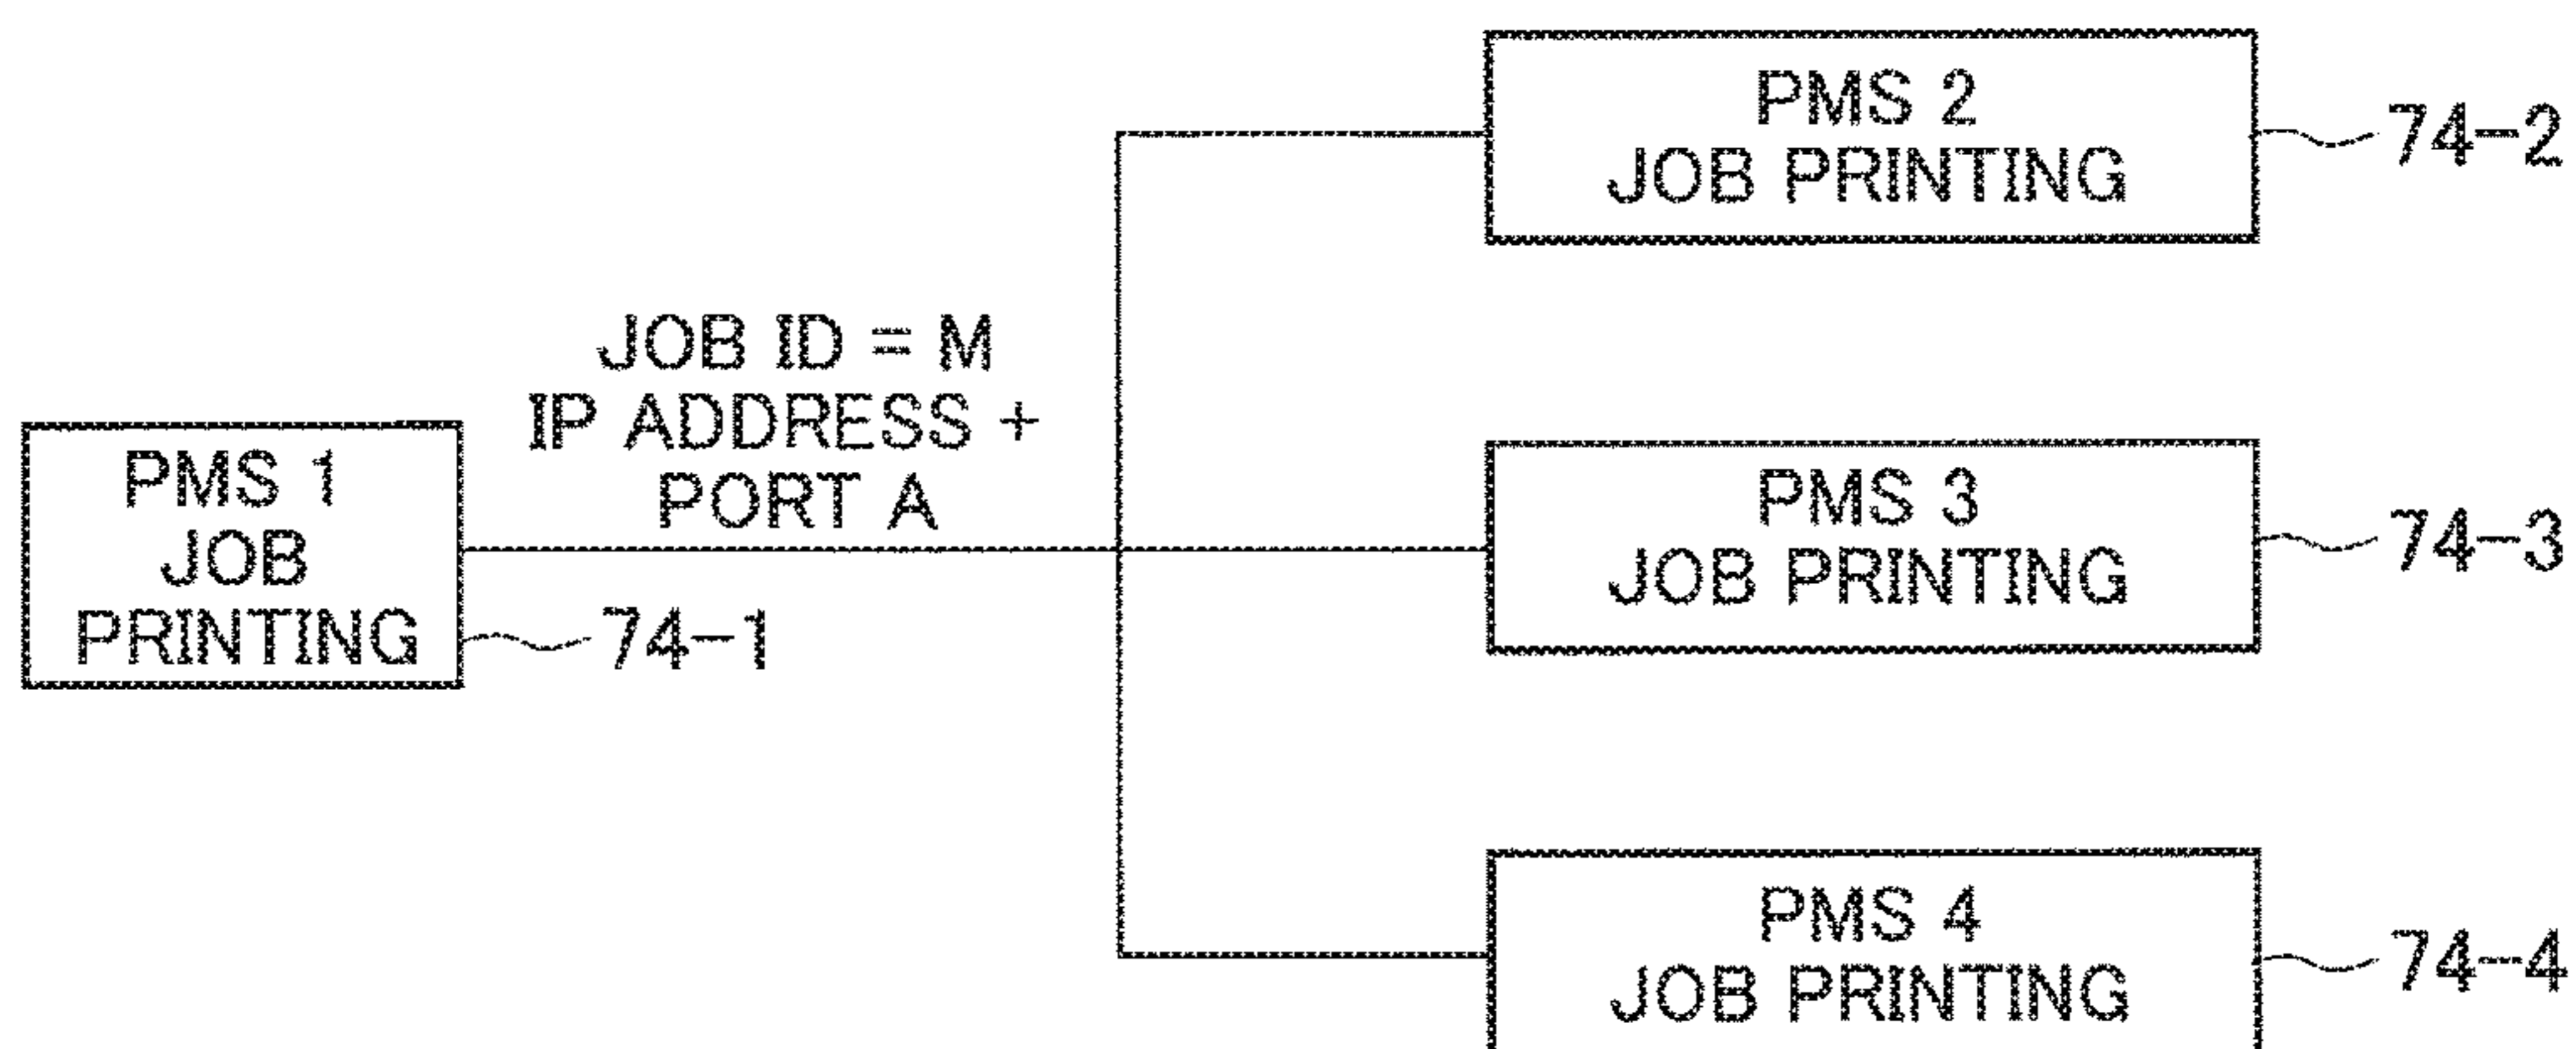 PMS 2
JOB PRINTING
74-2
JOB ID = M
IP ADDRESS +
PORT A
PMS 1
JOB
PRINTING
74-1
PMS 3
JOB PRINTING
74-3
PMS 4
JOB PRINTING
74-4